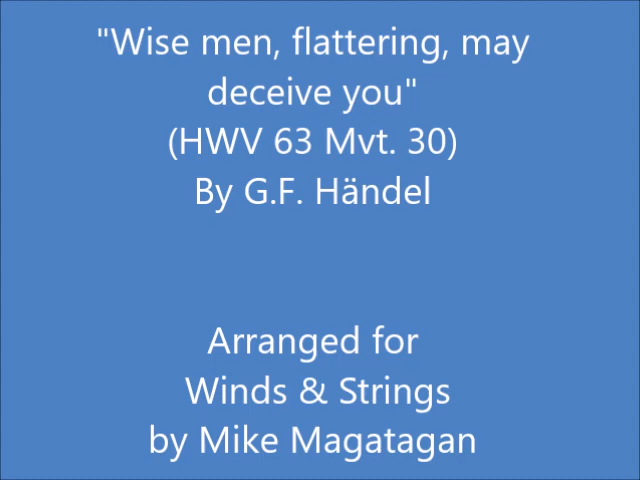 "Wise men, flattering, may
deceive you"
(HWV 63 Mvt. 30)
By G.F. Händel
Arranged for
Winds & Strings
by Mike Magatagan